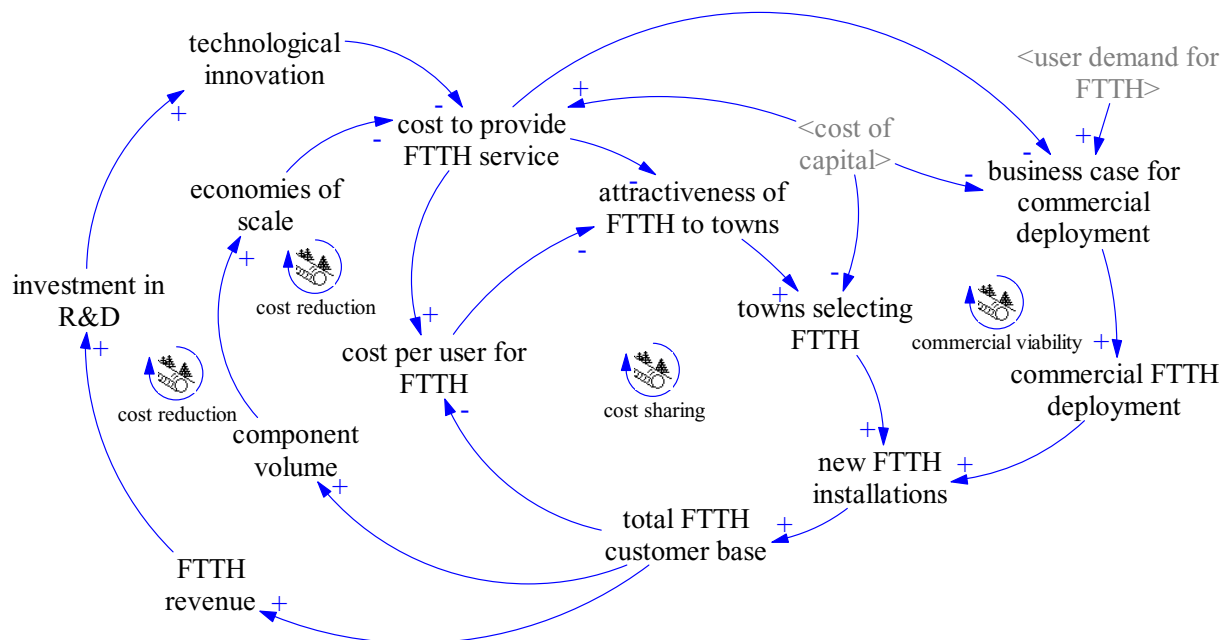 technological
innovation
<user demand for
FTTH>
+
+
-
+
cost to provide
FTTH service
<cost of
capital>
+
-
-
-
-
business case for
commercial
deployment
economies of
scale
attractiveness of
FTTH to towns
+
-
cost reduction
investment in
R&D
-
+
towns selecting
FTTH
commercial viability
+
+
+
cost per user for
FTTH
cost reduction
cost sharing
commercial FTTH
deployment
-
component
volume
+
+
new FTTH
installations
+
+
total FTTH
customer base
FTTH
revenue
+